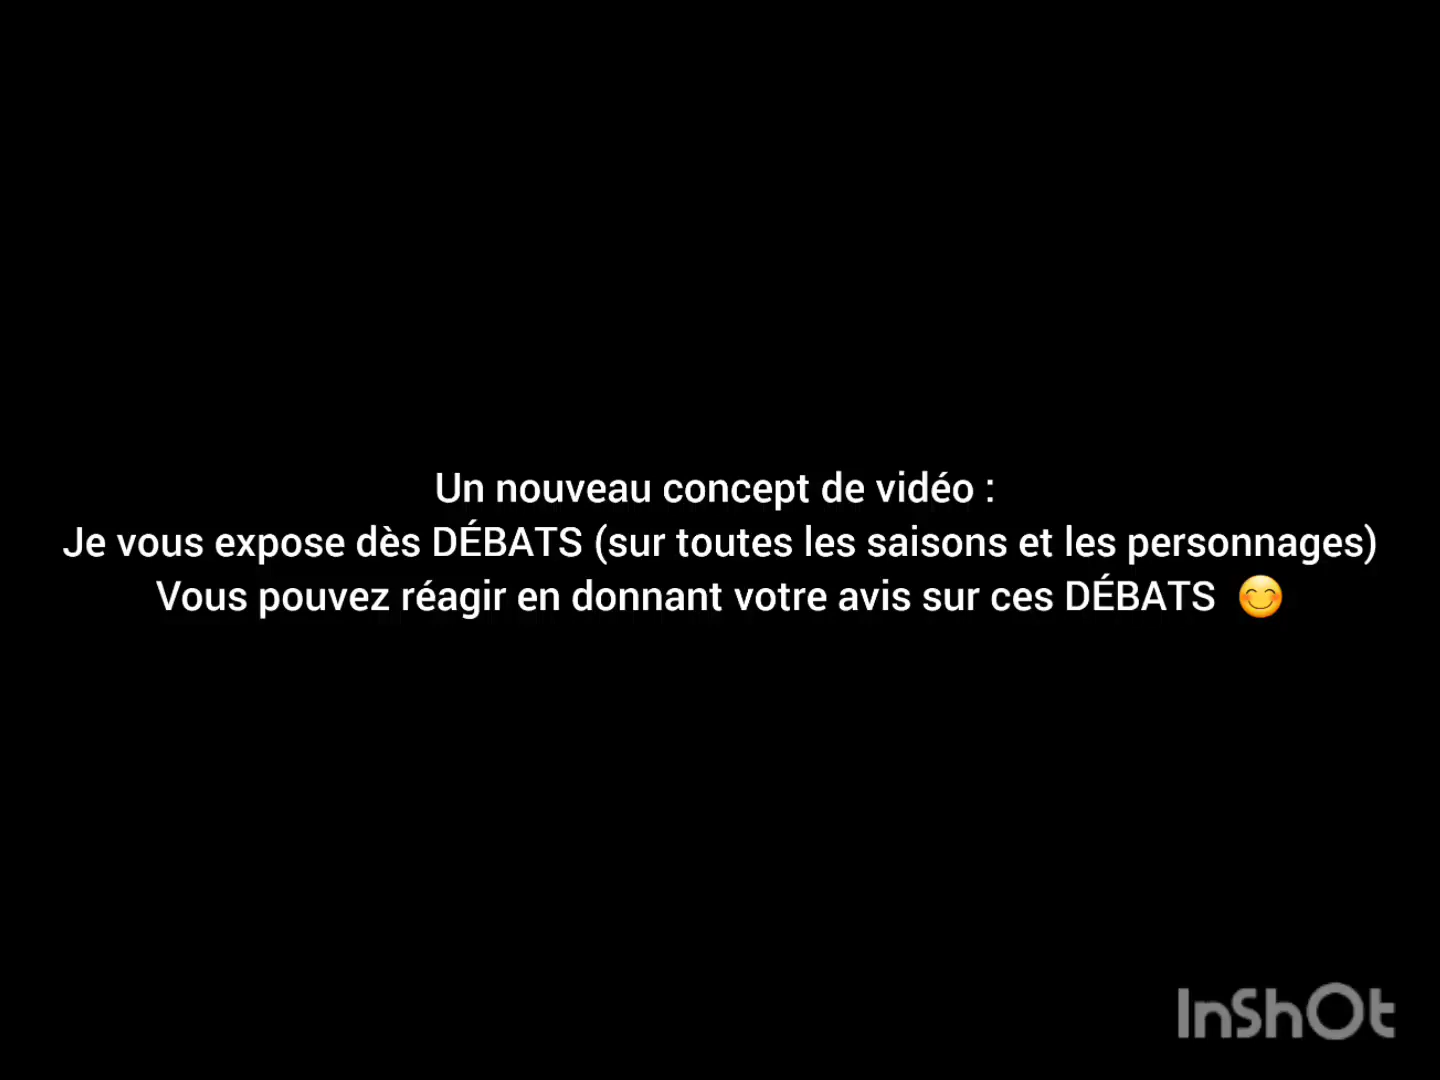 Un nouveau concept de vidéo :
Je vous expose dès DÉBATS (sur toutes les saisons et les personnages)
Vous pouvez réagir en donnant votre avis sur ces DÉBATS 😊
InShOt